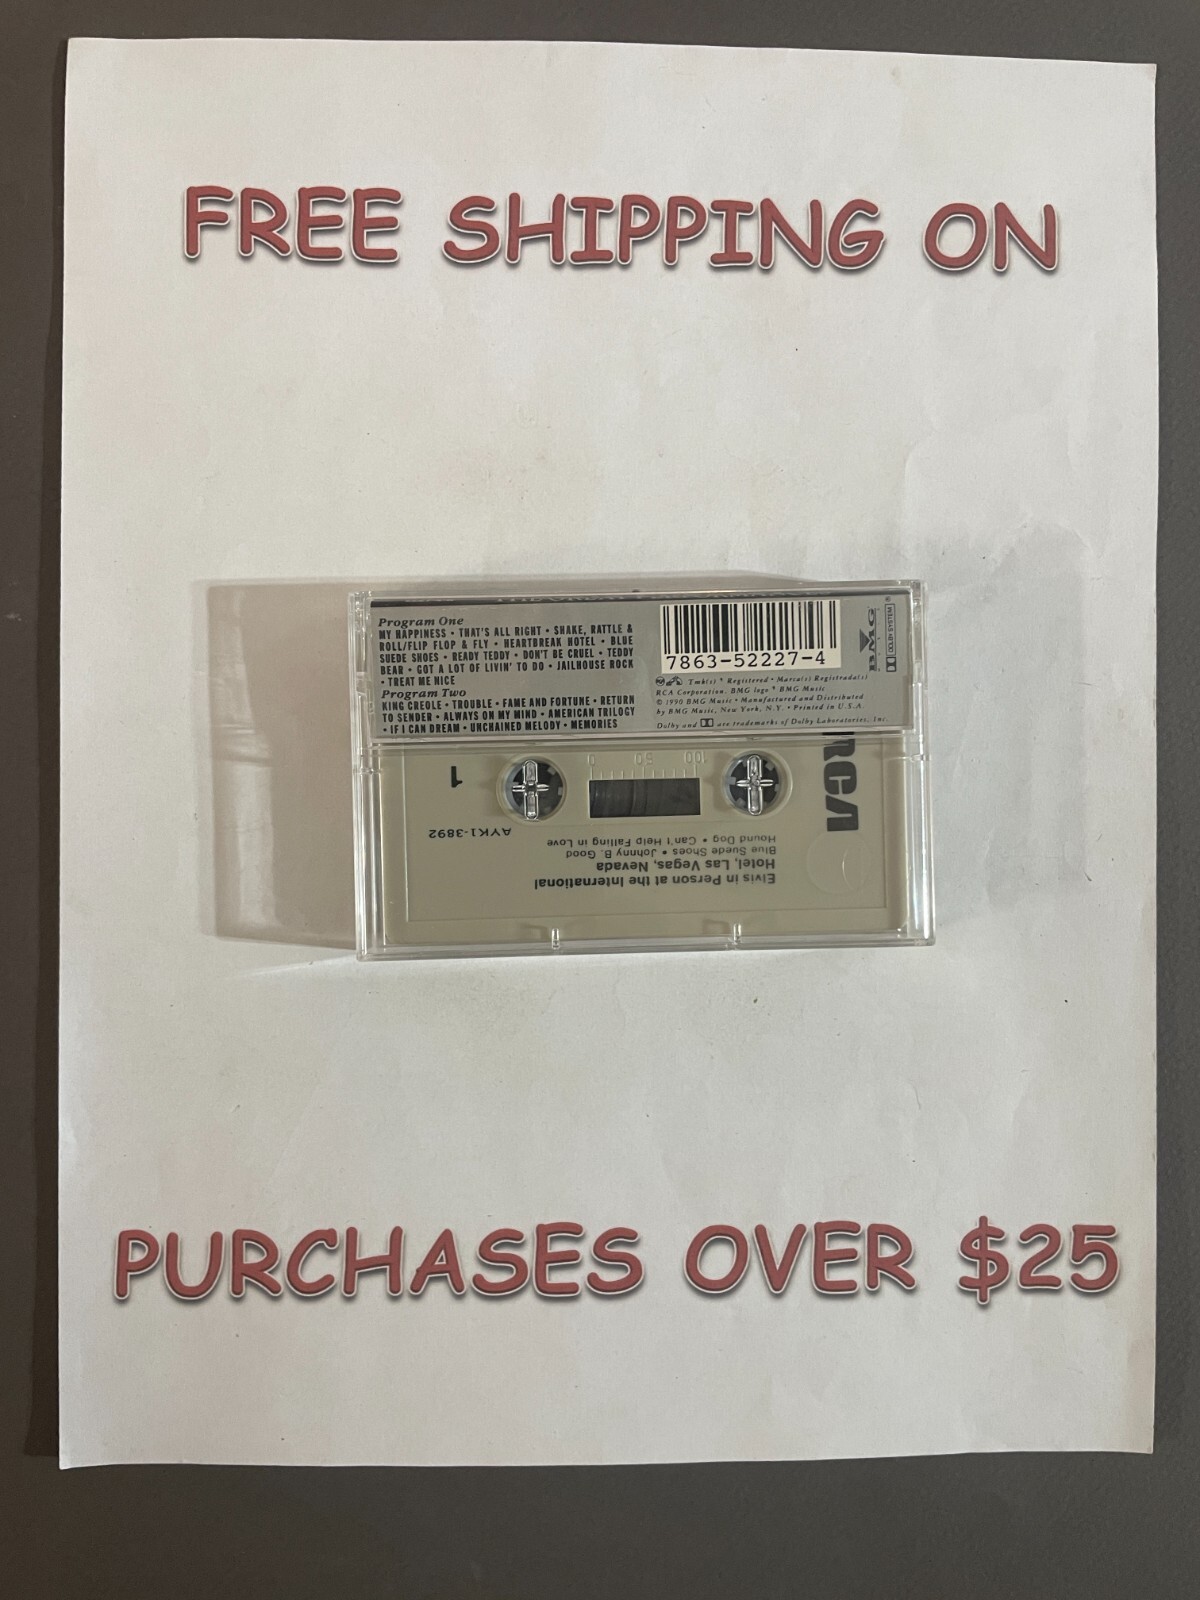 FREE SHIPPING ON
Program One
MY HAPPINESS • THAT'S ALL RIGHT • SHAKE, RATTLE &
ROLL/FLIP FLOP & FLY • HEARTBREAK HOTEL • BLUE
SUEDE SHOES • READY TEDDY • DON'T BE CRUEL • TEDDY
BEAR • GOT A LOT OF LIVIN' TO DO • JAILHOUSE ROCK
• TREAT ME NICE
Program Two
KING CREOLE • TROUBLE • FAME AND FORTUNE • RETURN
TO SENDER • ALWAYS ON MY MIND • AMERICAN TRILOGY
• IF I CAN DREAM • UNCHAINED MELODY • MEMORIES
7863-52227-4
BMG
DOLBY SYSTEM
®
Tmk(s) ® Registered • Marca(s) Registrada(s)
RCA Corporation. BMG logo ® BMG Music
© 1990 BMG Music • Manufactured and Distributed
by BMG Music, New York, N.Y. • Printed in U.S.A.
Dolby and are trademarks of Dolby Laboratories, Inc.
RCA
Elvis in Person at the International
Hotel, Las Vegas, Nevada
Blue Suede Shoes • Johnny B. Good
Hound Dog • Can't Help Falling in Love
AYK1-3892
1
100 50 0
PURCHASES OVER $25